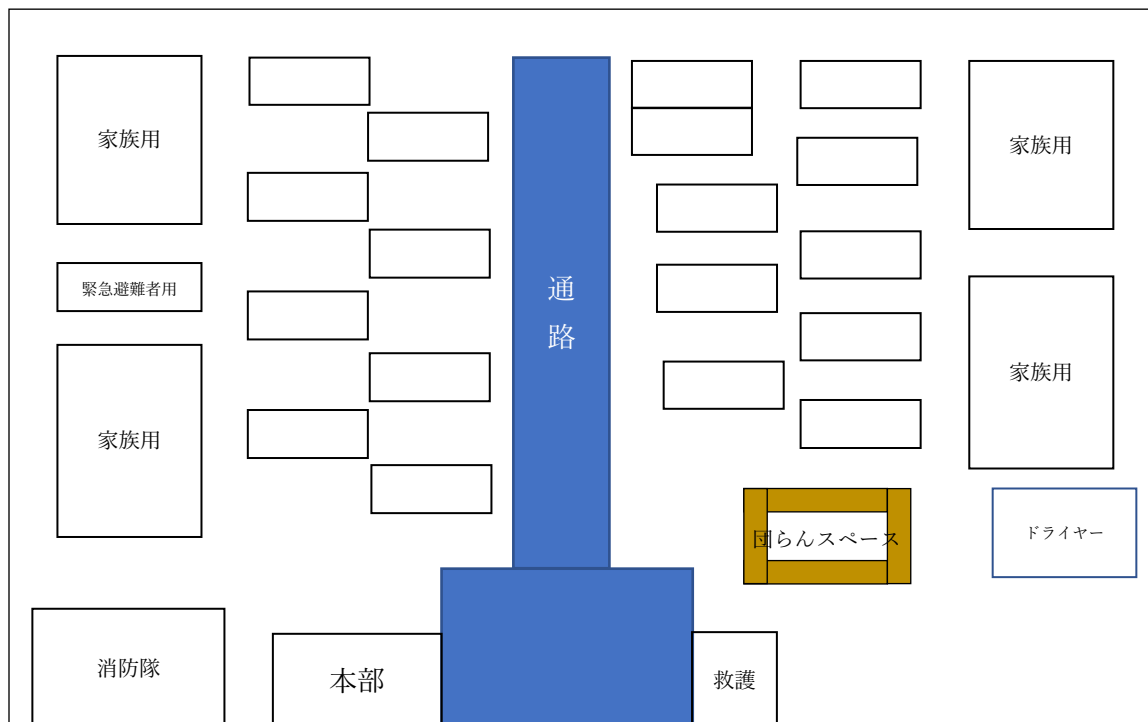 家族用
家族用
緊急避難者用
通
路
家族用
家族用
団らんスペース
ドライヤー
消防隊
本部
救護